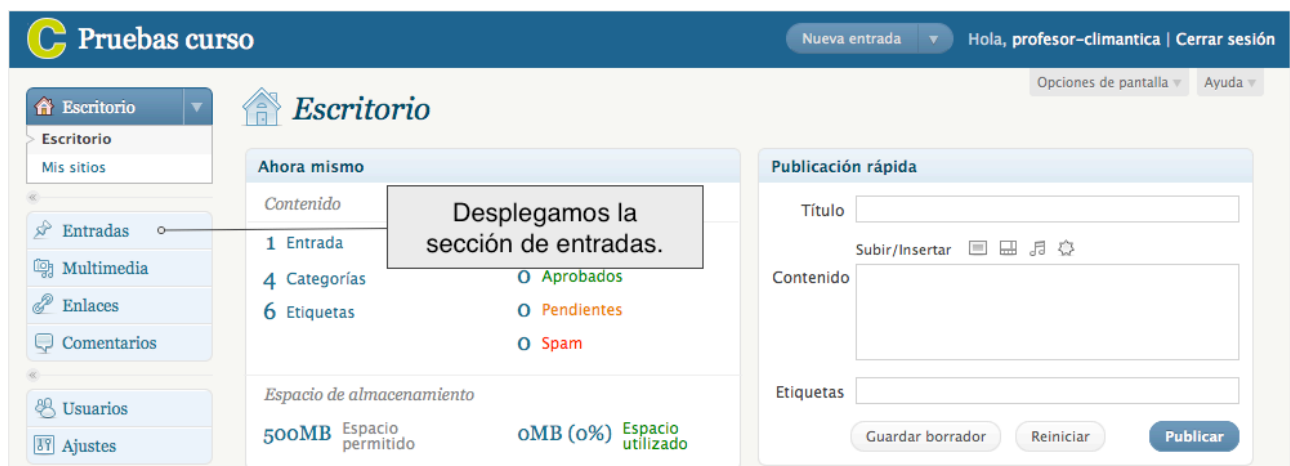 C Pruebas curso
Nueva entrada
Hola, profesor-climantica | Cerrar sesión
Opciones de pantalla
Ayuda
Escritorio
Escritorio
Mis sitios
Entradas
Multimedia
Enlaces
Comentarios
Usuarios
Ajustes
Escritorio
Ahora mismo
Contenido
1 Entrada
4 Categorías
6 Etiquetas
0 Aprobados
0 Pendientes
0 Spam
Desplegamos la
sección de entradas.
Espacio de almacenamiento
500MB Espacio
permitido
0MB (0%) Espacio
utilizado
Publicación rápida
Título
Subir/Insertar
Contenido
Etiquetas
Guardar borrador
Reiniciar
Publicar